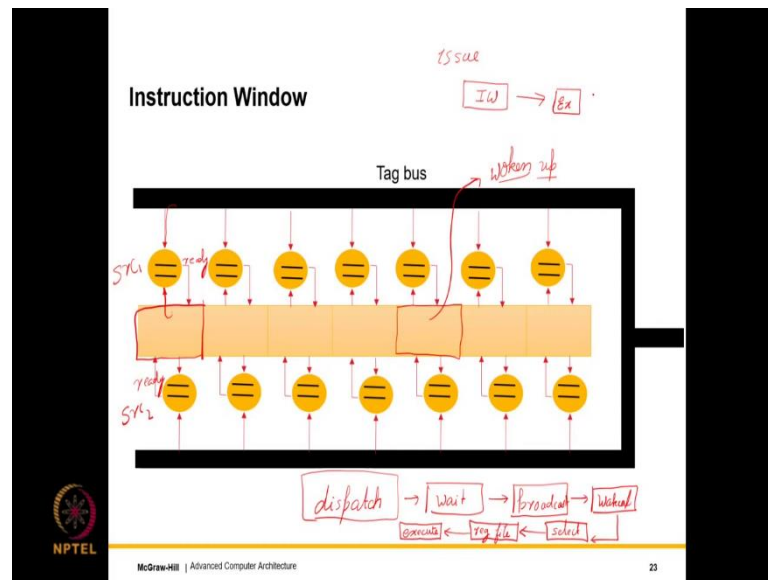 Issue
Instruction Window
IW → Ex
Tag bus
woken up
Src1
ready
ready
Src2
dispatch → wait → broadcast → wakeup
execute ← reg file ← select
NPTEL
McGraw-Hill | Advanced Computer Architecture
23